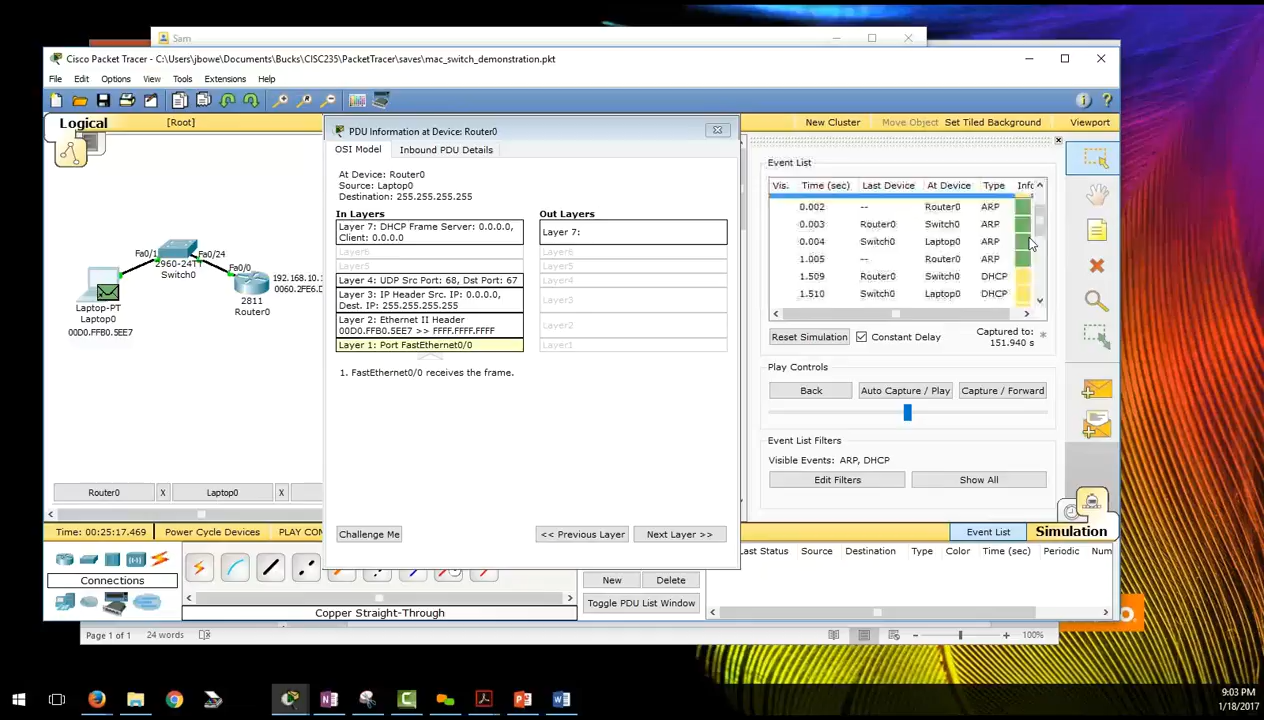 Sam
Cisco Packet Tracer - C:\Users\jbowe\Documents\Bucks\CISC235\PacketTracer\saves\mac_switch_demonstration.pkt
File Edit Options View Tools Extensions Help
Logical [Root] New Cluster Move Object Set Tiled Background Viewport
PDU Information at Device: Router0
OSI Model Inbound PDU Details
At Device: Router0
Source: Laptop0
Destination: 255.255.255.255
In Layers Out Layers
Layer 7: DHCP Frame Server: 0.0.0.0,
Client: 0.0.0.0
Layer 7:
Layer6 Layer6
Layer5 Layer5
Layer 4: UDP Src Port: 68, Dst Port: 67 Layer4
Layer 3: IP Header Src. IP: 0.0.0.0,
Dest. IP: 255.255.255.255
Layer3
Layer 2: Ethernet II Header
00D0.FFB0.5EE7 >> FFFF.FFFF.FFFF
Layer2
Layer 1: Port FastEthernet0/0 Layer1
1. FastEthernet0/0 receives the frame.
Challenge Me << Previous Layer Next Layer >>
Fa0/1 Fa0/24
2960-24TT
Switch0
Fa0/0
192.168.10.
0060.2FE6.D
2811
Router0
Laptop-PT
Laptop0
00D0.FFB0.5EE7
Event List
Vis. Time (sec) Last Device At Device Type Info
0.002 -- Router0 ARP
0.003 Router0 Switch0 ARP
0.004 Switch0 Laptop0 ARP
1.005 -- Router0 ARP
1.509 Router0 Switch0 DHCP
1.510 Switch0 Laptop0 DHCP
Reset Simulation Constant Delay Captured to: *
151.940 s
Play Controls
Back Auto Capture / Play Capture / Forward
Event List Filters
Visible Events: ARP, DHCP
Edit Filters Show All
Router0 X Laptop0 X
Time: 00:25:17.469 Power Cycle Devices PLAY CON Event List Simulation
Connections
Copper Straight-Through
New Delete
Toggle PDU List Window
Last Status Source Destination Type Color Time (sec) Periodic Num
Page 1 of 1 24 words 100%
9:03 PM
1/18/2017